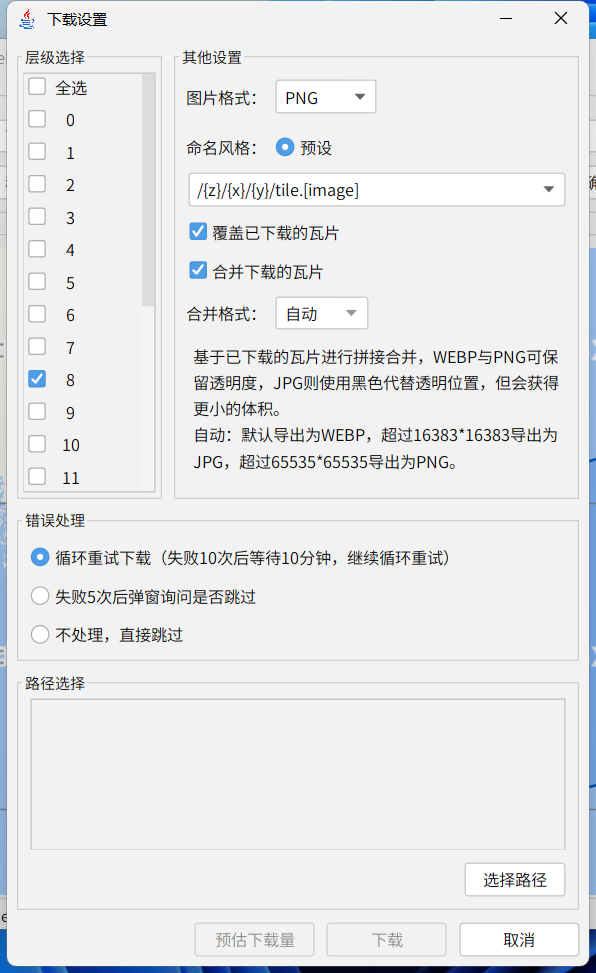 下载设置
层级选择
全选
0
1
2
3
4
5
6
7
8
9
10
11
其他设置
图片格式： PNG
命名风格： 预设
/{z}/{x}/{y}/tile.[image]
覆盖已下载的瓦片
合并下载的瓦片
合并格式： 自动
基于已下载的瓦片进行拼接合并，WEBP与PNG可保
留透明度，JPG则使用黑色代替透明位置，但会获得
更小的体积。
自动：默认导出为WEBP，超过16383*16383导出为
JPG，超过65535*65535导出为PNG。
错误处理
循环重试下载（失败10次后等待10分钟，继续循环重试）
失败5次后弹窗询问是否跳过
不处理，直接跳过
路径选择
选择路径
预估下载量 下载 取消